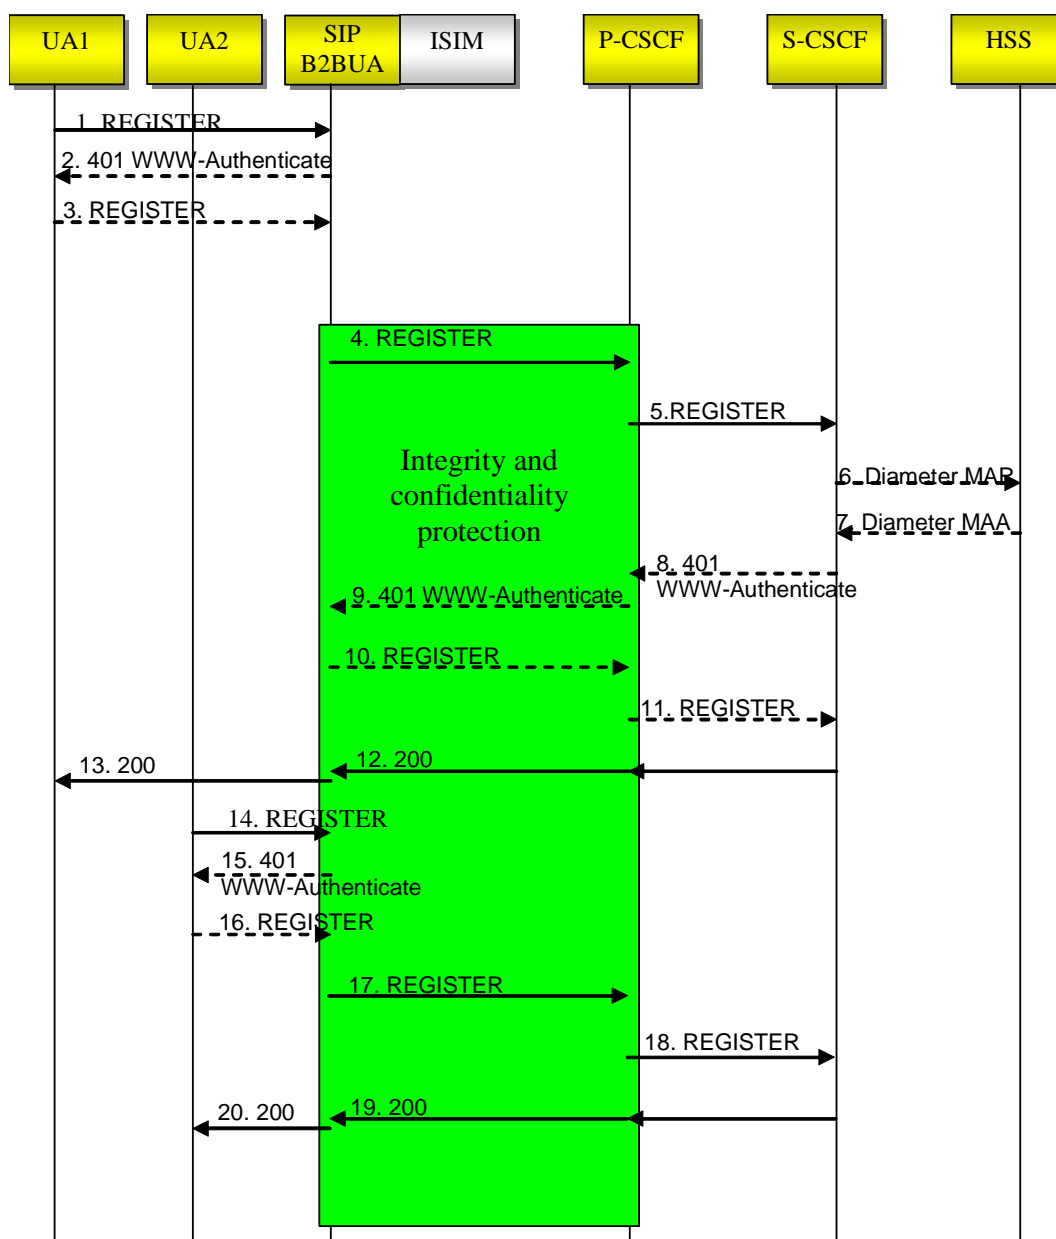 UA1
UA2
SIP
B2BUA
ISIM
P-CSCF
S-CSCF
HSS
1. REGISTER
2. 401 WWW-Authenticate
3. REGISTER
4. REGISTER
5.REGISTER
Integrity and
confidentiality
protection
6. Diameter MAR
7. Diameter MAA
8. 401
WWW-Authenticate
9. 401 WWW-Authenticate
10. REGISTER
11. REGISTER
12. 200
13. 200
14. REGISTER
15. 401
WWW-Authenticate
16. REGISTER
17. REGISTER
18. REGISTER
19. 200
20. 200